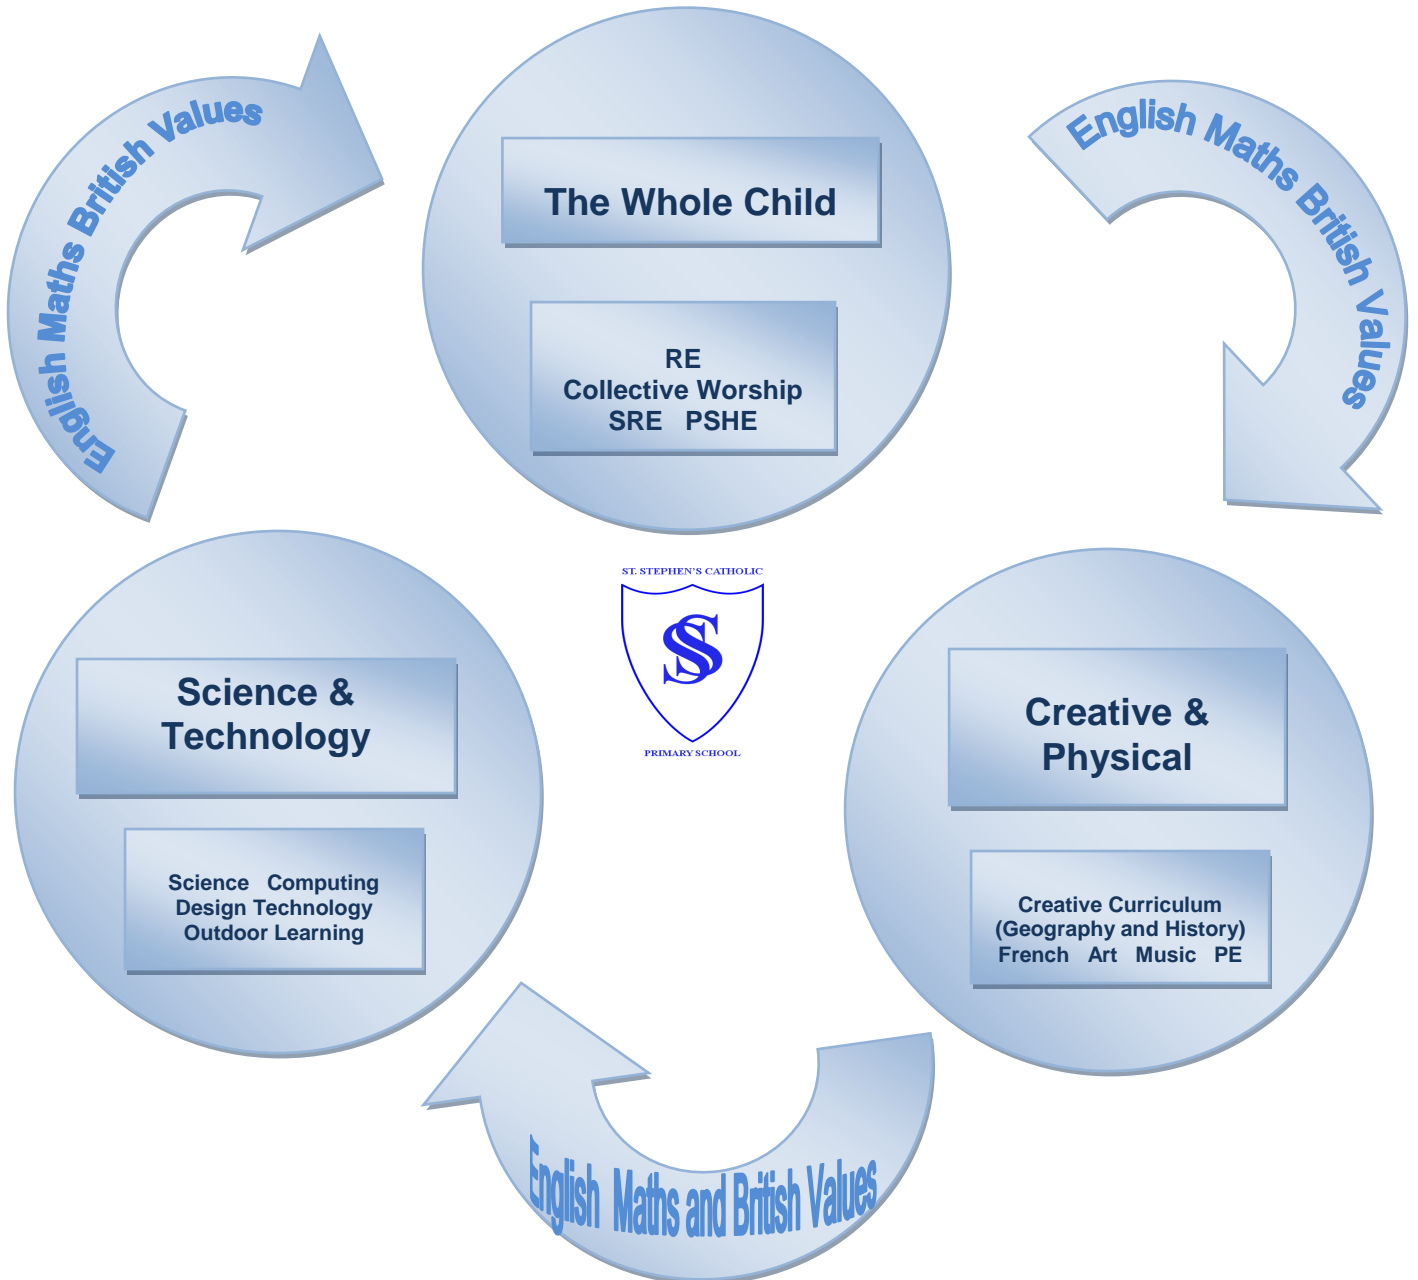 English Maths British Values
The Whole Child
RE
Collective Worship
SRE PSHE
English Maths British Values
ST. STEPHEN'S CATHOLIC
SS
PRIMARY SCHOOL
Science &
Technology
Science Computing
Design Technology
Outdoor Learning
Creative &
Physical
Creative Curriculum
(Geography and History)
French Art Music PE
English Maths and British Values